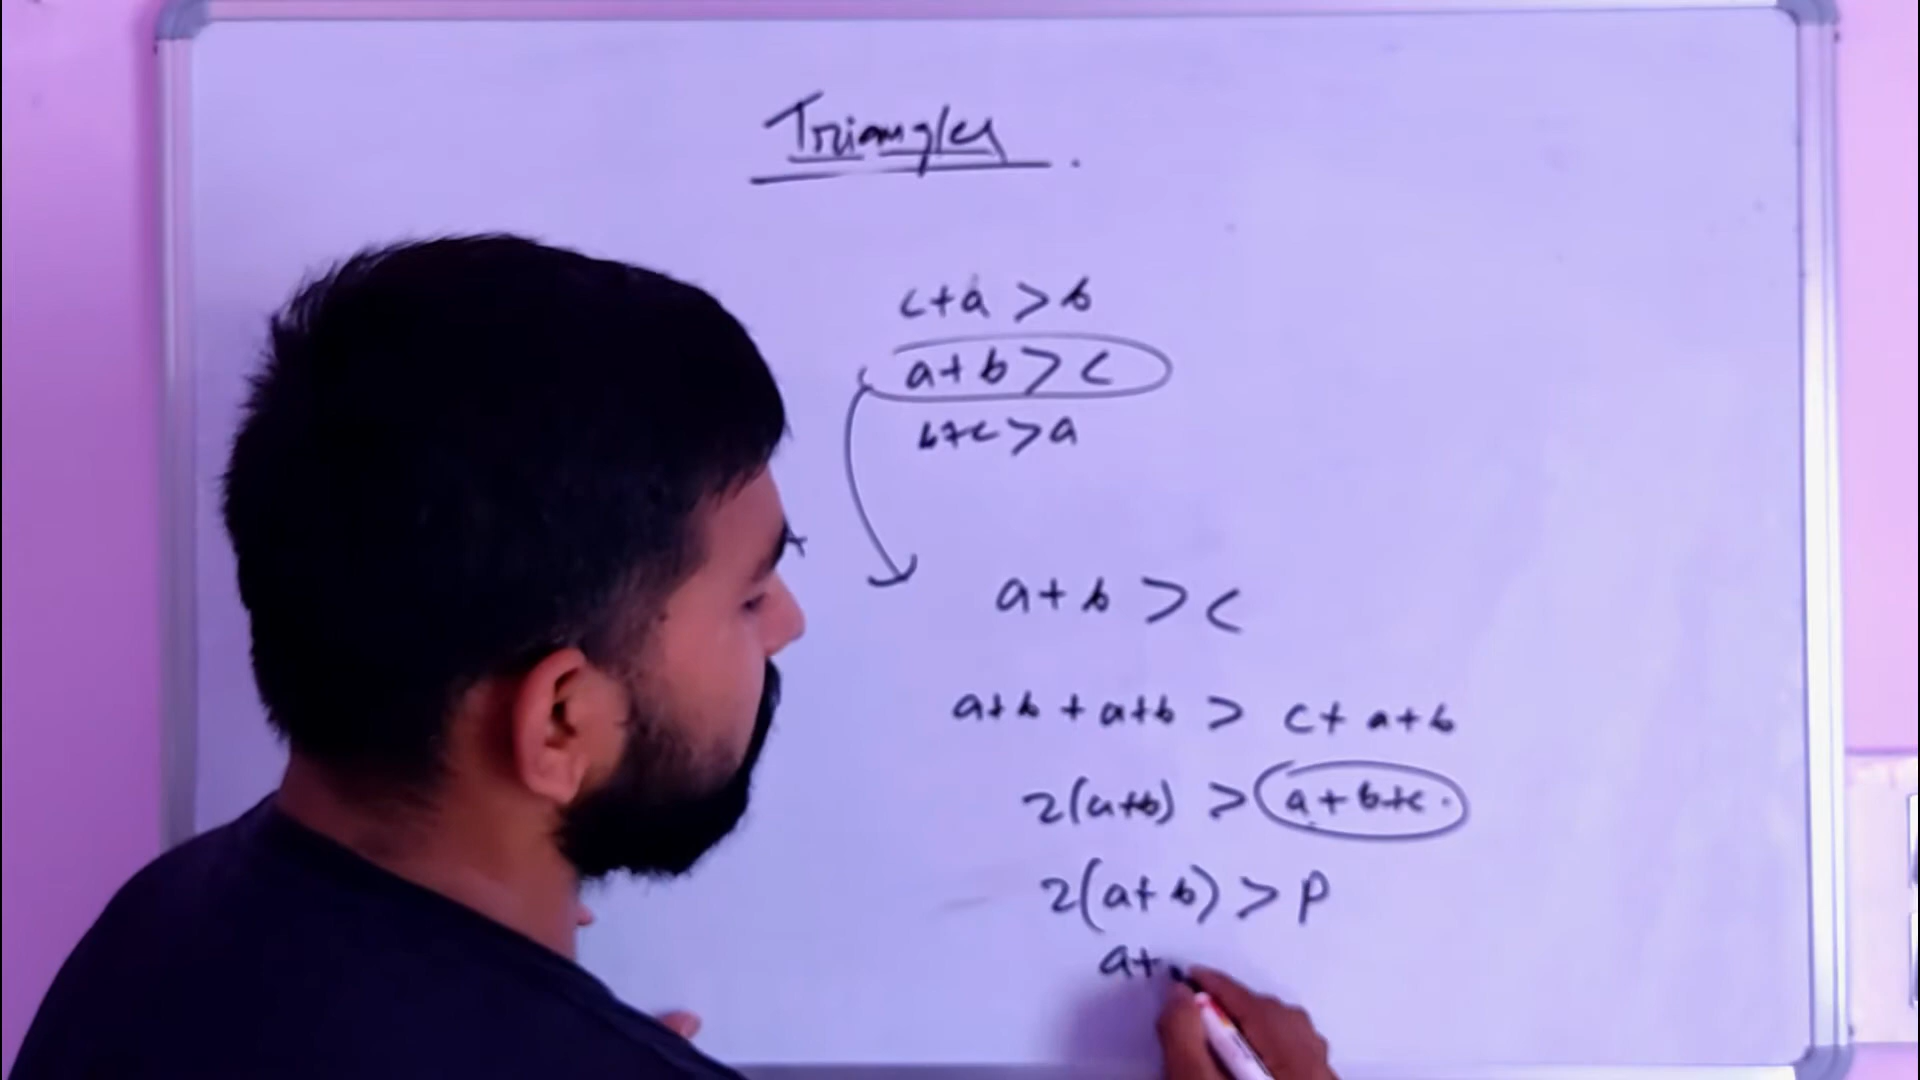 Triangles.
c+a > b
a+b > c
b+c > a
a+b > c
a+b + a+b > c+ a+b
2(a+b) > a+b+c.
2(a+b) > P
a+